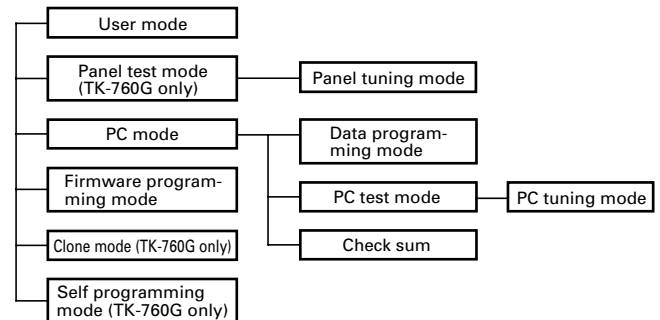 User mode
Panel test mode
(TK-760G only)
Panel tuning mode
PC mode
Data program-
ming mode
Firmware program-
ming mode
PC test mode
PC tuning mode
Clone mode (TK-760G only)
Check sum
Self programming
mode (TK-760G only)